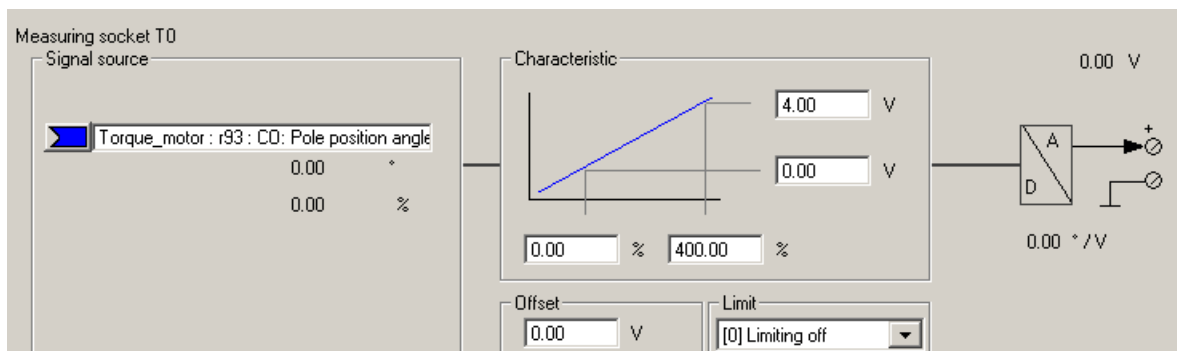 Measuring socket T0
Signal source
Torque_motor : r93 : CO: Pole position angle
0.00 °
0.00 %
Characteristic
4.00 V
0.00 V
0.00 % 400.00 %
Offset
0.00 V
Limit
[0] Limiting off
0.00 V
A
D
+
0.00 ° / V